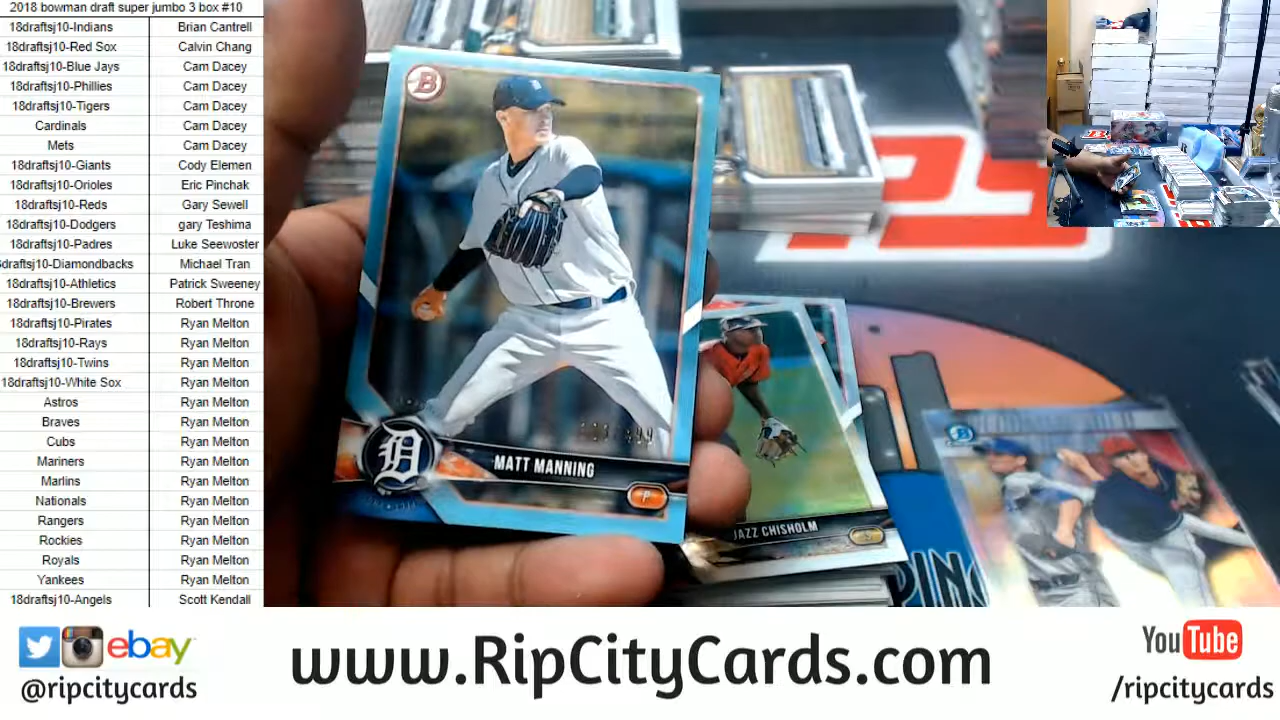 2018 bowman draft super jumbo 3 box #10
18draftsj10-Indians Brian Cantrell
18draftsj10-Red Sox Calvin Chang
18draftsj10-Blue Jays Cam Dacey
18draftsj10-Phillies Cam Dacey
18draftsj10-Tigers Cam Dacey
Cardinals Cam Dacey
Mets Cam Dacey
18draftsj10-Giants Cody Elemen
18draftsj10-Orioles Eric Pinchak
18draftsj10-Reds Gary Sewell
18draftsj10-Dodgers gary Teshima
18draftsj10-Padres Luke Seewoster
draftsj10-Diamondbacks Michael Tran
18draftsj10-Athletics Patrick Sweeney
18draftsj10-Brewers Robert Throne
18draftsj10-Pirates Ryan Melton
18draftsj10-Rays Ryan Melton
18draftsj10-Twins Ryan Melton
18draftsj10-White Sox Ryan Melton
Astros Ryan Melton
Braves Ryan Melton
Cubs Ryan Melton
Mariners Ryan Melton
Marlins Ryan Melton
Nationals Ryan Melton
Rangers Ryan Melton
Rockies Ryan Melton
Royals Ryan Melton
Yankees Ryan Melton
18draftsj10-Angels Scott Kendall
B
D
MATT MANNING
P
JAZZ CHISHOLM
B
ebay
@ripcitycards
www.RipCityCards.com
YouTube
/ripcitycards